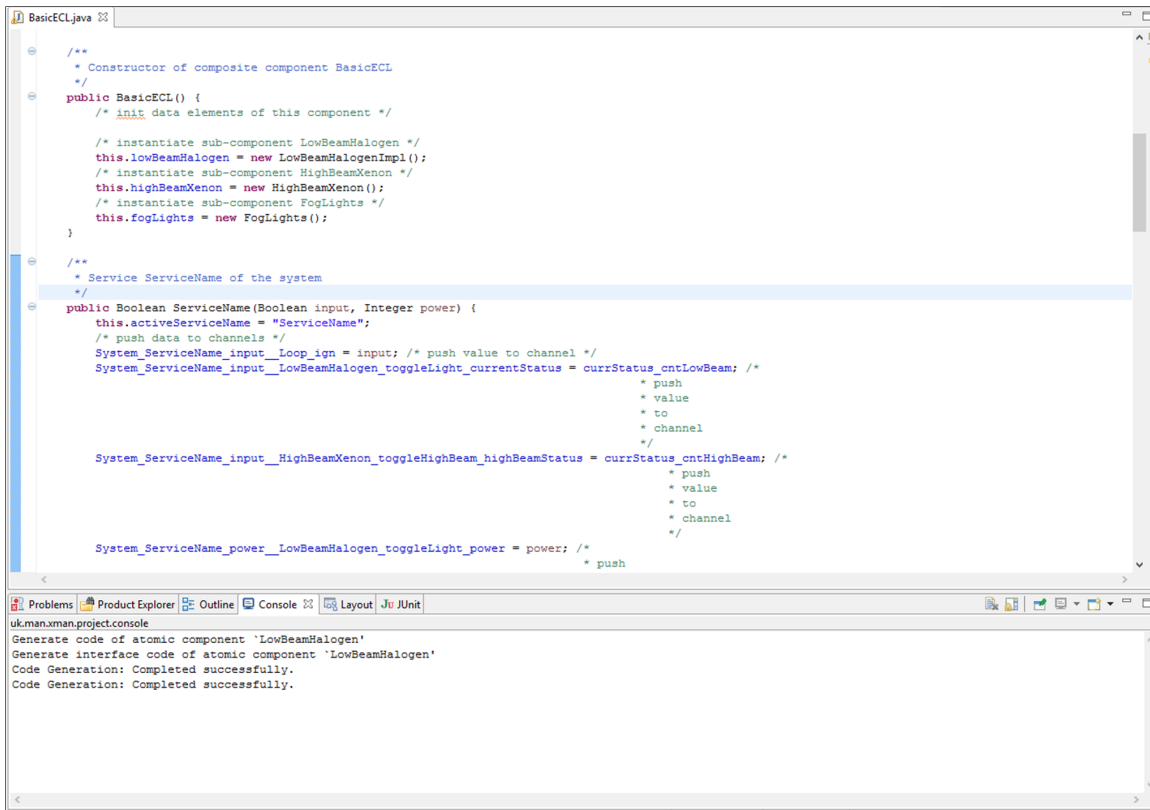 BasicECL.java
/**
* Constructor of composite component BasicECL
*/
public BasicECL() {
/* init data elements of this component */
/* instantiate sub-component LowBeamHalogen */
this.lowBeamHalogen = new LowBeamHalogenImpl();
/* instantiate sub-component HighBeamXenon */
this.highBeamXenon = new HighBeamXenon();
/* instantiate sub-component FogLights */
this.fogLights = new FogLights();
}
/**
* Service ServiceName of the system
*/
public Boolean ServiceName(Boolean input, Integer power) {
this.activeServiceName = "ServiceName";
/* push data to channels */
System_ServiceName_input__Loop_ign = input; /* push value to channel */
System_ServiceName_input__LowBeamHalogen_toggleLight_currentStatus = currStatus_cntLowBeam; /*
* push
* value
* to
* channel
*/
System_ServiceName_input__HighBeamXenon_toggleHighBeam_highBeamStatus = currStatus_cntHighBeam; /*
* push
* value
* to
* channel
*/
System_ServiceName_power__LowBeamHalogen_toggleLight_power = power; /*
* push
Problems Product Explorer Outline Console Layout JUnit
uk.man.xman.project.console
Generate code of atomic component `LowBeamHalogen'
Generate interface code of atomic component `LowBeamHalogen'
Code Generation: Completed successfully.
Code Generation: Completed successfully.